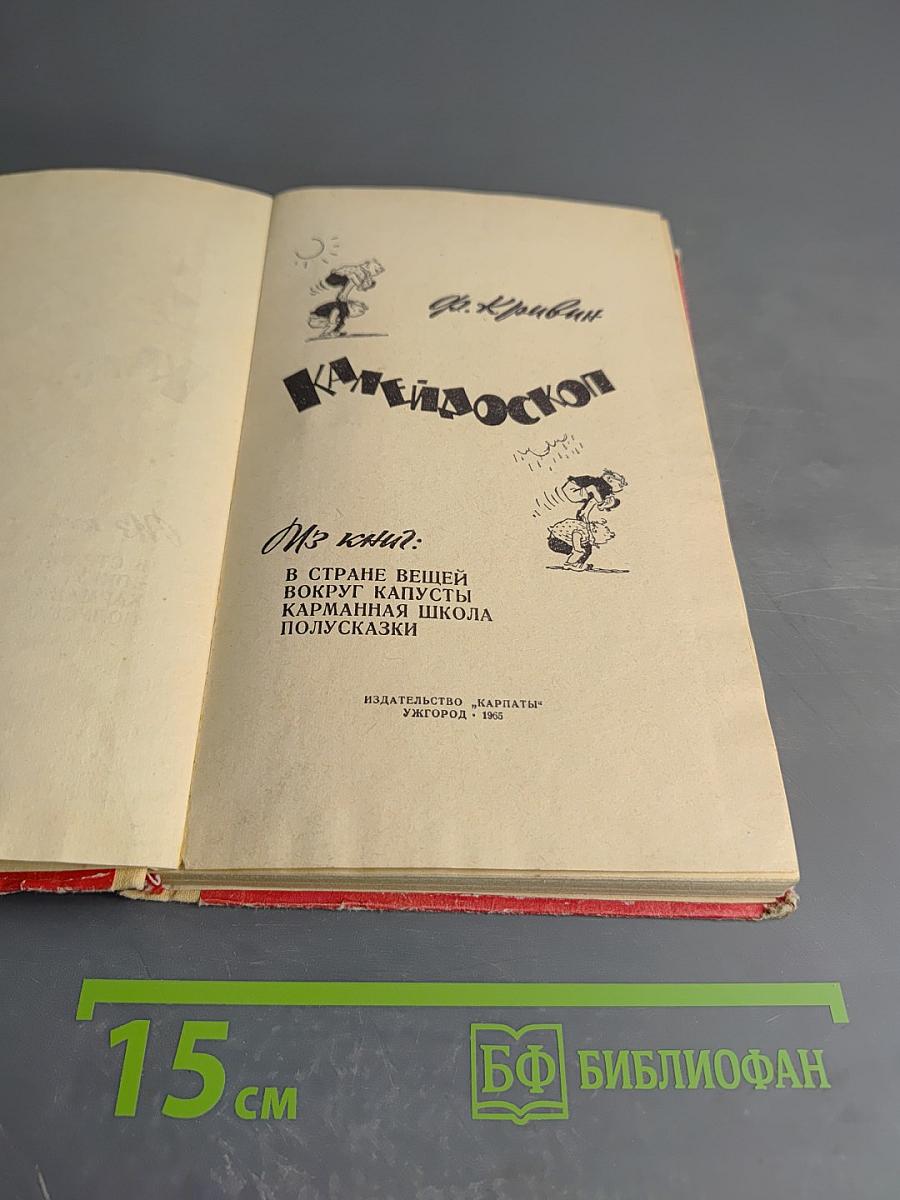 Ф. Кривин
КАЛЕЙДОСКОП
Из книг:
В СТРАНЕ ВЕЩЕЙ
ВОКРУГ КАПУСТЫ
КАРМАННАЯ ШКОЛА
ПОЛУСКАЗКИ
ИЗДАТЕЛЬСТВО „КАРПАТЫ“
УЖГОРОД • 1965
15 см
БФ БИБЛИОФАН